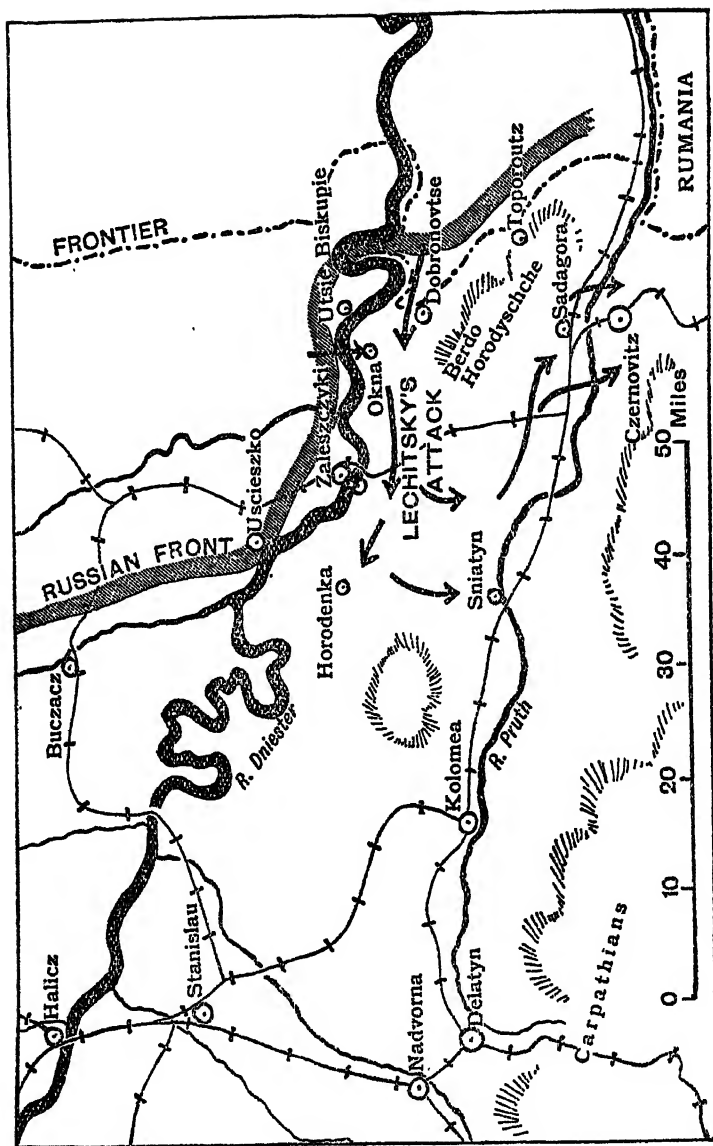 FRONTIER
RUSSIAN FRONT
Halicz
Buczacz
Uscieszko
Zaleszczyki
Utsie Biskupie
Stanislau
R. Dniester
Horodenka
Okna
Dobronovtse
LECHITSKY'S
ATTACK
Berdo
Horodyschche
Toporoutz
Nadvorna
Delatyn
Kolomea
Sniatyn
Sadagora
R. Pruth
Czernovitz
RUMANIA
Carpathians
0 10 20 30 40 50 Miles